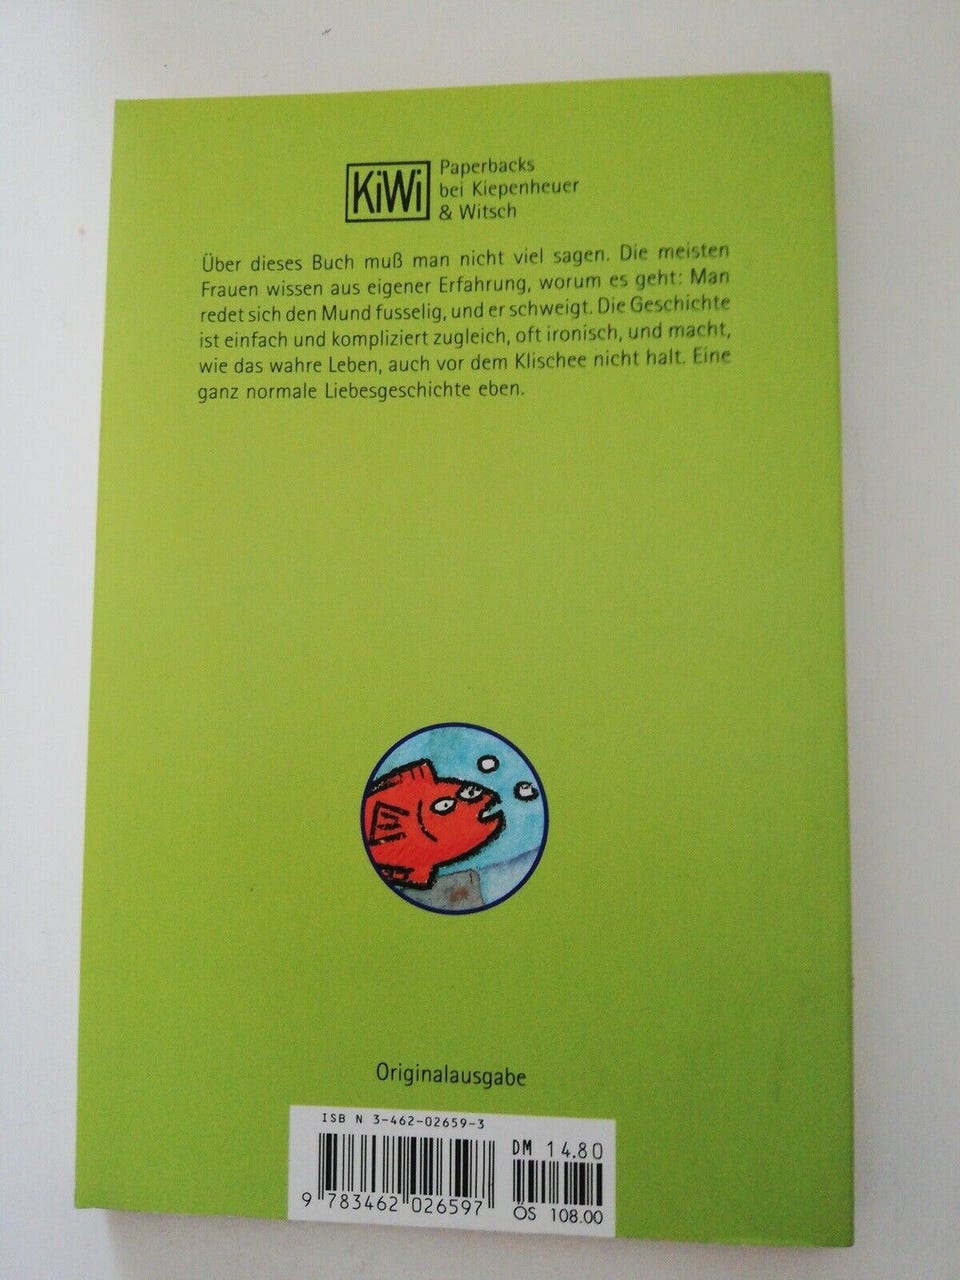 KiWi
Paperbacks
bei Kiepenheuer
& Witsch
Über dieses Buch muß man nicht viel sagen. Die meisten
Frauen wissen aus eigener Erfahrung, worum es geht: Man
redet sich den Mund fusselig, und er schweigt. Die Geschichte
ist einfach und kompliziert zugleich, oft ironisch, und macht,
wie das wahre Leben, auch vor dem Klischee nicht halt. Eine
ganz normale Liebesgeschichte eben.
Originalausgabe
ISB N 3-462-02659-3
DM 14.80
9 783462 026597
ÖS 108.00